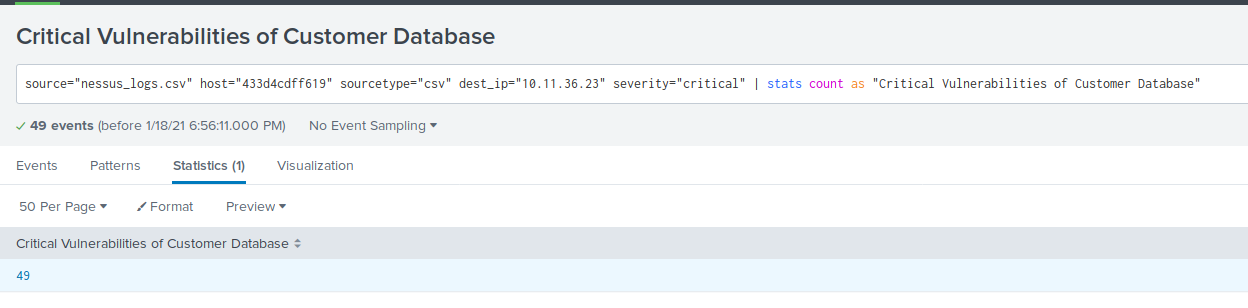 Critical Vulnerabilities of Customer Database
source="nessus_logs.csv" host="433d4cdff619" sourcetype="csv" dest_ip="10.11.36.23" severity="critical" | stats count as "Critical Vulnerabilities of Customer Database"
49 events (before 1/18/21 6:56:11.000 PM) No Event Sampling
Events Patterns Statistics (1) Visualization
50 Per Page Format Preview
Critical Vulnerabilities of Customer Database
49